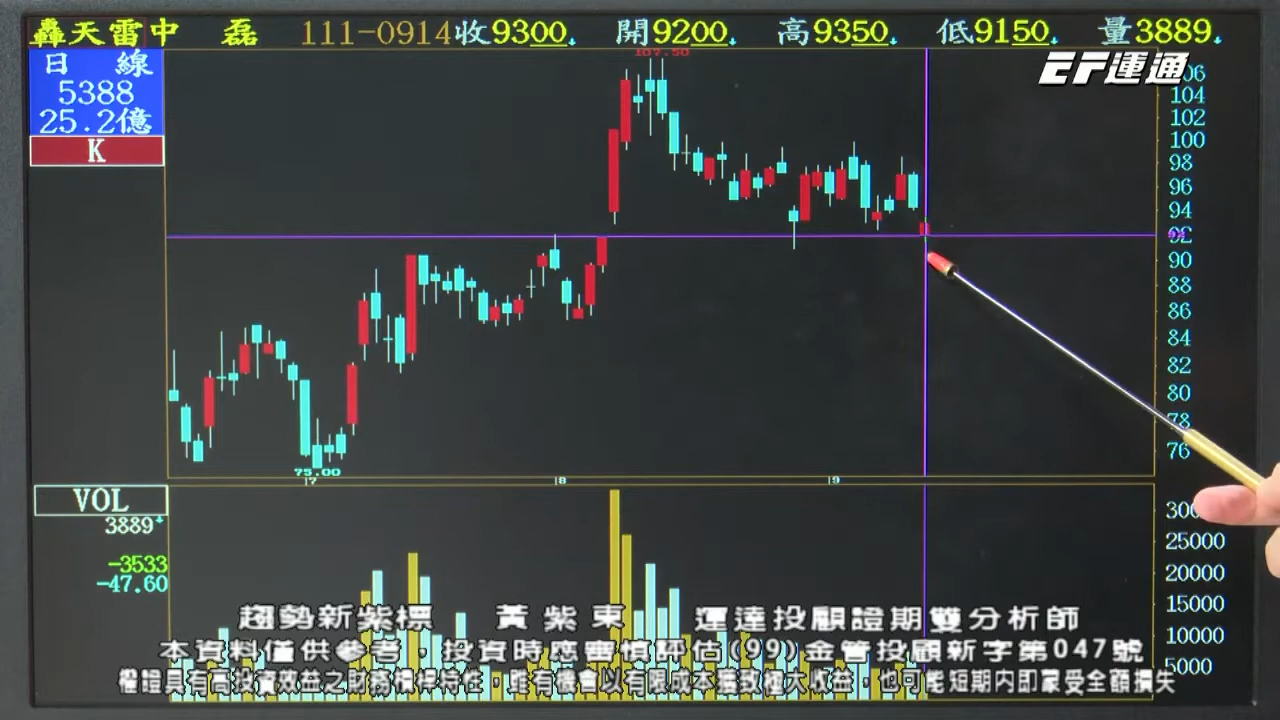 轟天雷中 磊 111-0914收9300 開9200 高9350 低9150 量3889
EF運通
日 線
5388
25.2億
K
107.50
106
104
102
100
98
96
94
92
90
88
86
84
82
80
78
76
75.00
7 8 9
VOL
3889
-3533
-47.60
25000
20000
15000
10000
5000
趨勢新紫標 黃紫東 運達投顧證期雙分析師
本資料僅供參考，投資時應審慎評估(99)金管投顧新字第047號
權證具有高投資效益之財務槓桿特性，雖有機會以有限成本獲致極大收益，也可能短期內即蒙受全額損失